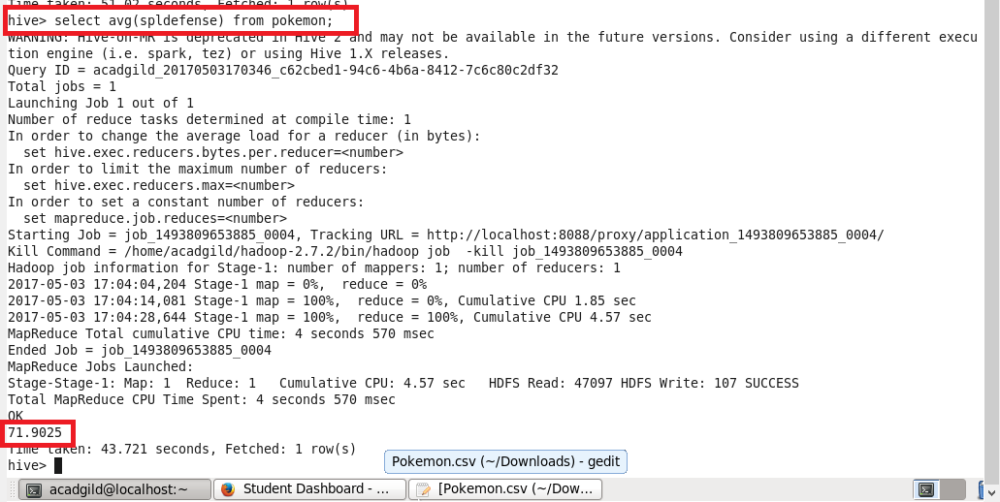 Time taken: 51.02 seconds, Fetched: 1 row(s)
hive> select avg(spldefense) from pokemon;
WARNING: Hive-on-MR is deprecated in Hive 2 and may not be available in the future versions. Consider using a different execu
tion engine (i.e. spark, tez) or using Hive 1.X releases.
Query ID = acadgild_20170503170346_c62cbed1-94c6-4b6a-8412-7c6c80c2df32
Total jobs = 1
Launching Job 1 out of 1
Number of reduce tasks determined at compile time: 1
In order to change the average load for a reducer (in bytes):
  set hive.exec.reducers.bytes.per.reducer=<number>
In order to limit the maximum number of reducers:
  set hive.exec.reducers.max=<number>
In order to set a constant number of reducers:
  set mapreduce.job.reduces=<number>
Starting Job = job_1493809653885_0004, Tracking URL = http://localhost:8088/proxy/application_1493809653885_0004/
Kill Command = /home/acadgild/hadoop-2.7.2/bin/hadoop job  -kill job_1493809653885_0004
Hadoop job information for Stage-1: number of mappers: 1; number of reducers: 1
2017-05-03 17:04:04,204 Stage-1 map = 0%,  reduce = 0%
2017-05-03 17:04:14,081 Stage-1 map = 100%,  reduce = 0%, Cumulative CPU 1.85 sec
2017-05-03 17:04:28,644 Stage-1 map = 100%,  reduce = 100%, Cumulative CPU 4.57 sec
MapReduce Total cumulative CPU time: 4 seconds 570 msec
Ended Job = job_1493809653885_0004
MapReduce Jobs Launched:
Stage-Stage-1: Map: 1  Reduce: 1   Cumulative CPU: 4.57 sec   HDFS Read: 47097 HDFS Write: 107 SUCCESS
Total MapReduce CPU Time Spent: 4 seconds 570 msec
OK
71.9025
Time taken: 43.721 seconds, Fetched: 1 row(s)
hive>
Pokemon.csv (~/Downloads) - gedit
acadgild@localhost:~
Student Dashboard - ...
[Pokemon.csv (~/Dow...